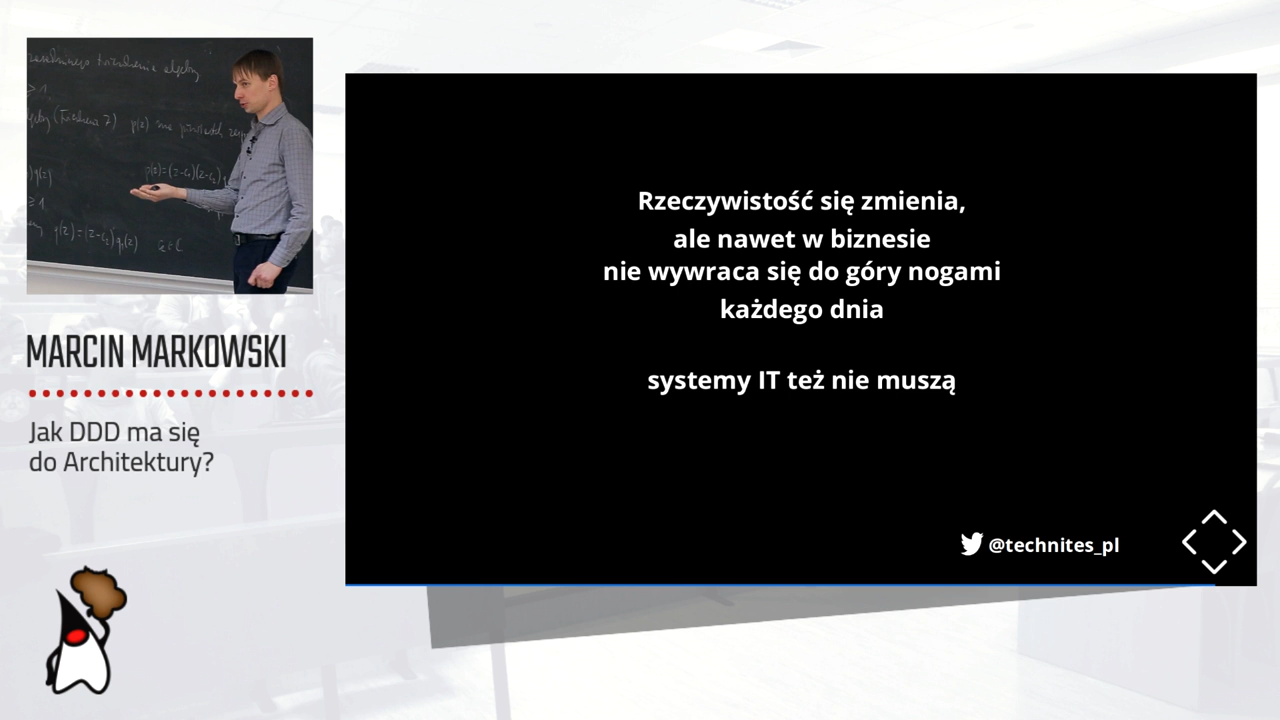 MARCIN MARKOWSKI
Jak DDD ma się
do Architektury?
Rzeczywistość się zmienia,
ale nawet w biznesie
nie wywraca się do góry nogami
każdego dnia
systemy IT też nie muszą
@technites_pl